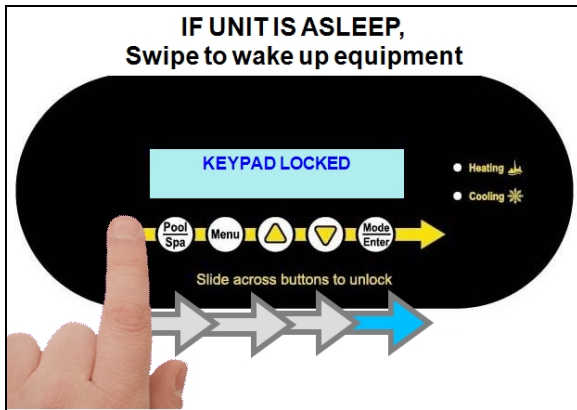 IF UNIT IS ASLEEP,
Swipe to wake up equipment
KEYPAD LOCKED
Heating
Cooling
Pool
Spa
Menu
Mode
Enter
Slide across buttons to unlock